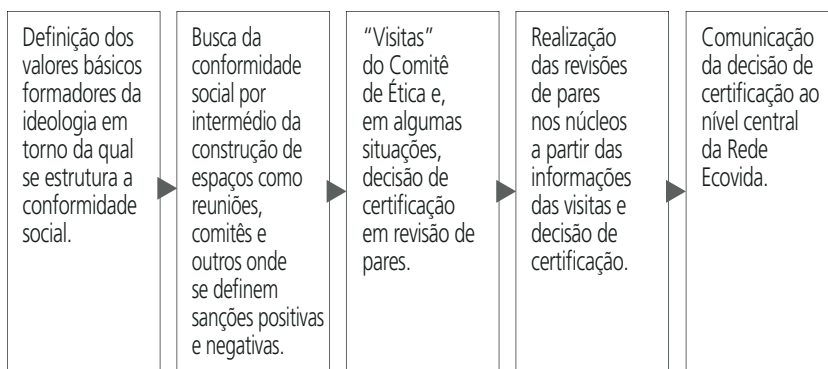 Definição dos
valores básicos
formadores da
ideologia em
torno da qual
se estrutura a
conformidade
social.
Busca da
conformidade
social por
intermédio da
construção de
espaços como
reuniões,
comitês e
outros onde
se definem
sanções positivas
e negativas.
“Visitas”
do Comitê
de Ética e,
em algumas
situações,
decisão de
certificação
em revisão de
pares.
Realização
das revisões
de pares
nos núcleos
a partir das
informações
das visitas e
decisão de
certificação.
Comunicação
da decisão de
certificação ao
nível central
da Rede
Ecovida.